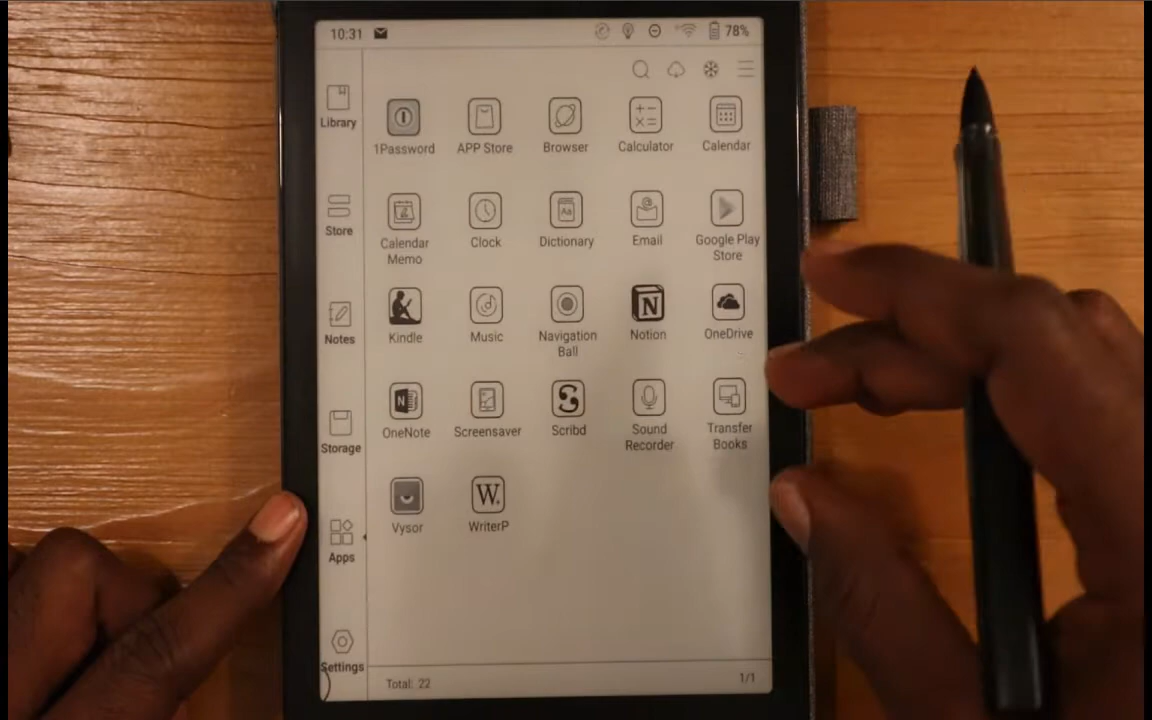 10:31
78%
Library
Store
Notes
Storage
Apps
Settings
1Password
APP Store
Browser
Calculator
Calendar
Calendar
Memo
Clock
Dictionary
Email
Google Play
Store
Kindle
Music
Navigation
Ball
N
Notion
OneDrive
N
OneNote
Screensaver
Scribd
Sound
Recorder
Transfer
Books
Vysor
W.
WriterP
Aa
Total: 22
1/1